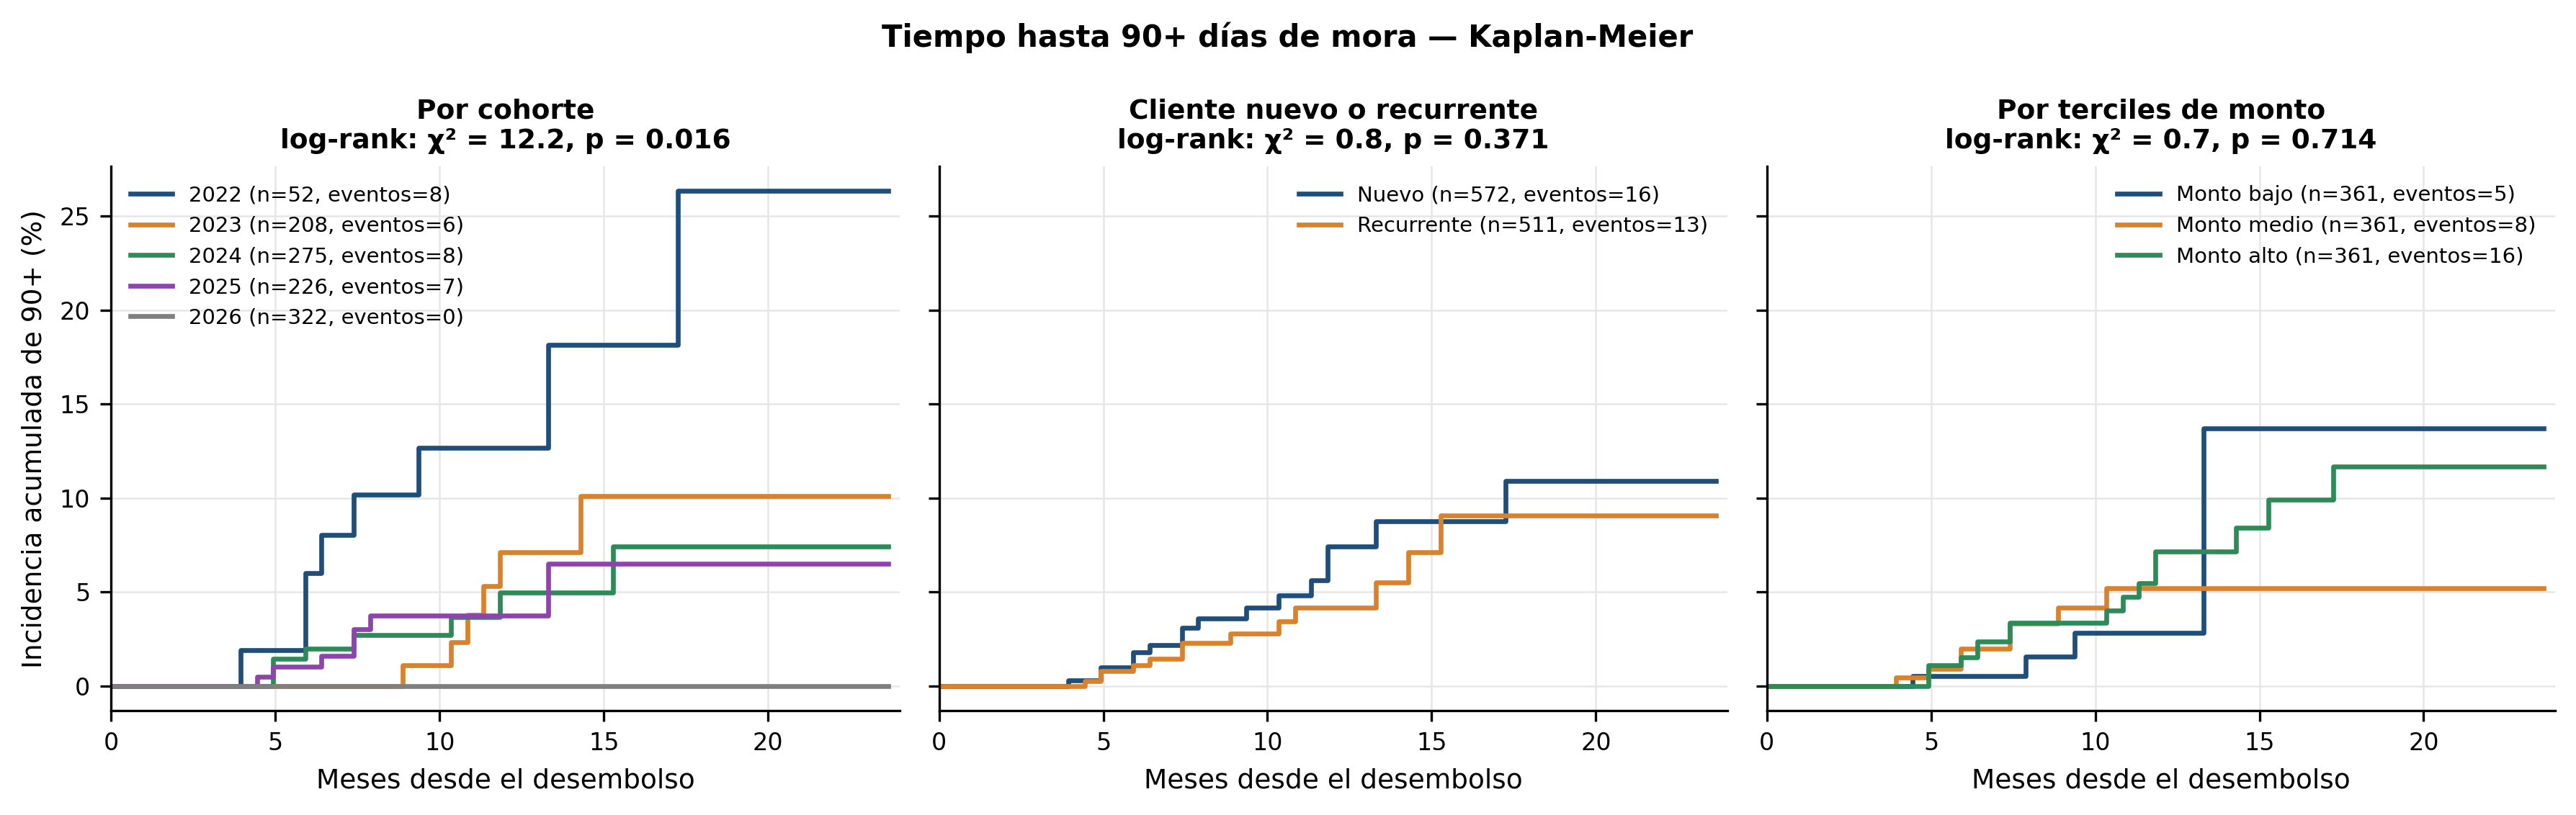 Tiempo hasta 90+ días de mora — Kaplan-Meier
Por cohorte
log-rank: χ² = 12.2, p = 0.016
2022 (n=52, eventos=8)
2023 (n=208, eventos=6)
2024 (n=275, eventos=8)
2025 (n=226, eventos=7)
2026 (n=322, eventos=0)
Incidencia acumulada de 90+ (%)
25
20
15
10
5
0
0 5 10 15 20
Meses desde el desembolso
Cliente nuevo o recurrente
log-rank: χ² = 0.8, p = 0.371
Nuevo (n=572, eventos=16)
Recurrente (n=511, eventos=13)
0 5 10 15 20
Meses desde el desembolso
Por terciles de monto
log-rank: χ² = 0.7, p = 0.714
Monto bajo (n=361, eventos=5)
Monto medio (n=361, eventos=8)
Monto alto (n=361, eventos=16)
0 5 10 15 20
Meses desde el desembolso